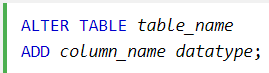 ALTER TABLE table_name
ADD column_name datatype;